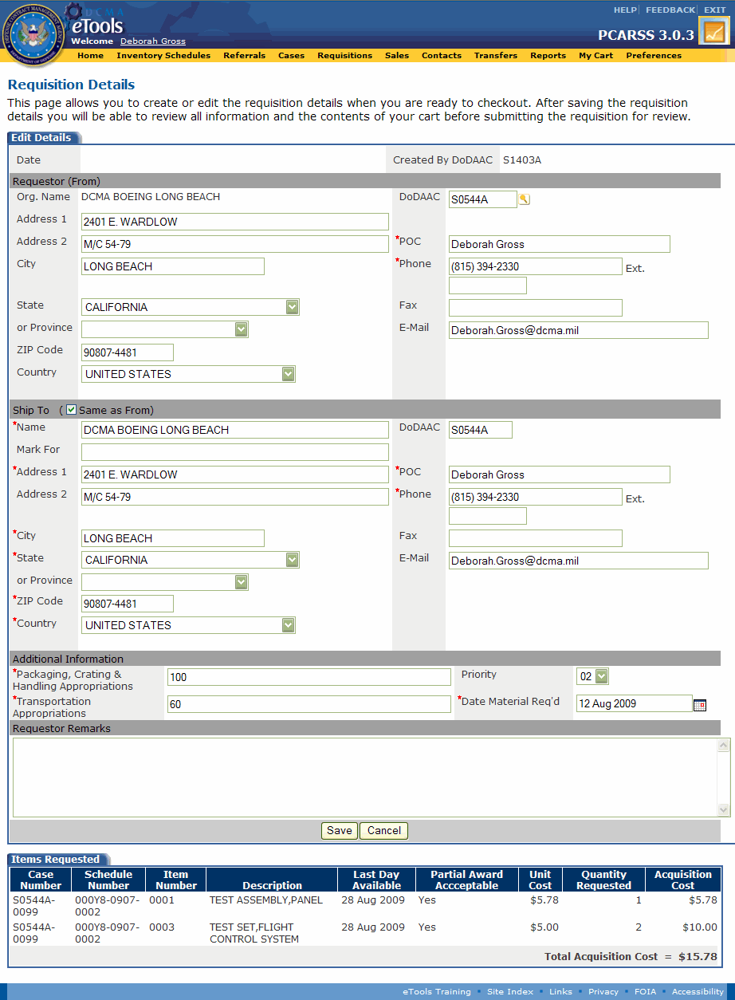 HELP FEEDBACK EXIT
DCMA
eTools
Welcome Deborah Gross
PCARSS 3.0.3
Home Inventory Schedules Referrals Cases Requisitions Sales Contacts Transfers Reports My Cart Preferences
Requisition Details
This page allows you to create or edit the requisition details when you are ready to checkout. After saving the requisition
details you will be able to review all information and the contents of your cart before submitting the requisition for review.
Edit Details
Date Created By DoDAAC S1403A
Requestor (From)
Org. Name DCMA BOEING LONG BEACH DoDAAC S0544A
Address 1 2401 E. WARDLOW
Address 2 M/C 54-79 *POC Deborah Gross
City LONG BEACH *Phone (815) 394-2330 Ext.
State CALIFORNIA Fax
or Province E-Mail Deborah.Gross@dcma.mil
ZIP Code 90807-4481
Country UNITED STATES
Ship To ( Same as From)
*Name DCMA BOEING LONG BEACH DoDAAC S0544A
Mark For
*Address 1 2401 E. WARDLOW *POC Deborah Gross
Address 2 M/C 54-79 *Phone (815) 394-2330 Ext.
*City LONG BEACH Fax
*State CALIFORNIA E-Mail Deborah.Gross@dcma.mil
or Province
*ZIP Code 90807-4481
*Country UNITED STATES
Additional Information
*Packaging, Crating &
Handling Appropriations 100 Priority 02
*Transportation
Appropriations 60 *Date Material Req'd 12 Aug 2009
Requestor Remarks
Save Cancel
Items Requested
Case Number Schedule Number Item Number Description Last Day Available Partial Award Accceptable Unit Cost Quantity Requested Acquisition Cost
S0544A-0099 000Y8-0907-0002 0001 TEST ASSEMBLY,PANEL 28 Aug 2009 Yes $5.78 1 $5.78
S0544A-0099 000Y8-0907-0002 0003 TEST SET,FLIGHT CONTROL SYSTEM 28 Aug 2009 Yes $5.00 2 $10.00
Total Acquisition Cost = $15.78
eTools Training • Site Index • Links • Privacy • FOIA • Accessibility